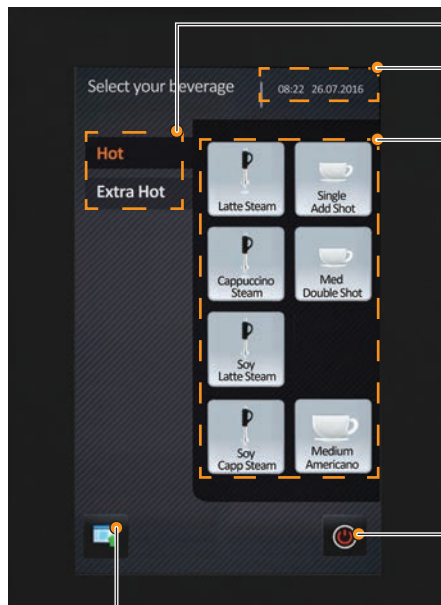 Select your beverage
08:22 26.07.2016
Hot
Extra Hot
Latte Steam
Single
Add Shot
Cappuccino
Steam
Med
Double Shot
Soy
Latte Steam
Soy
Capp Steam
Medium
Americano